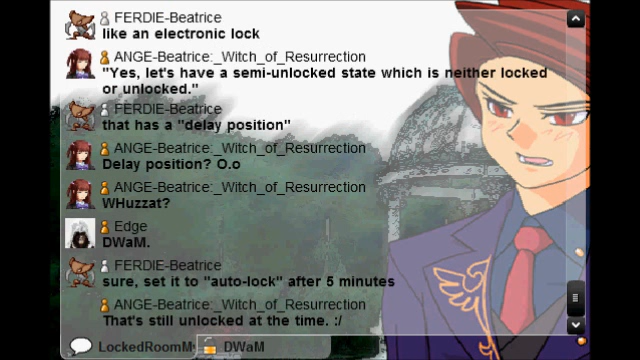 FERDIE-Beatrice
like an electronic lock
ANGE-Beatrice:_Witch_of_Resurrection
"Yes, let's have a semi-unlocked state which is neither locked
or unlocked."
FERDIE-Beatrice
that has a "delay position"
ANGE-Beatrice:_Witch_of_Resurrection
Delay position? O.o
ANGE-Beatrice:_Witch_of_Resurrection
WHuzzat?
Edge
DWaM.
FERDIE-Beatrice
sure, set it to "auto-lock" after 5 minutes
ANGE-Beatrice:_Witch_of_Resurrection
That's still unlocked at the time. :/
LockedRoomM DWaM